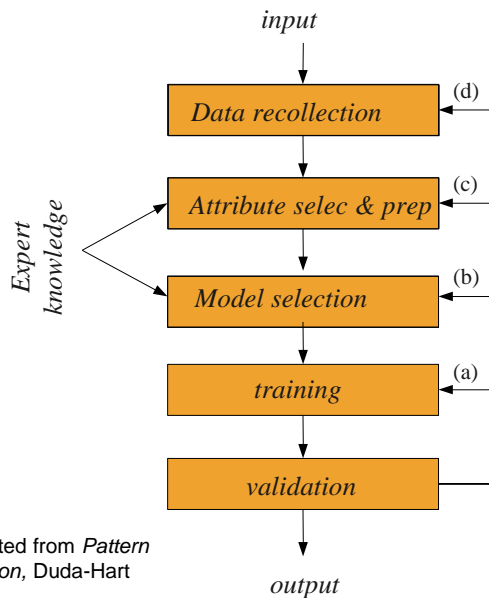 input
(d)
Data recollection
(c)
Attribute selec & prep
Expert
knowledge
(b)
Model selection
(a)
training
validation
ted from Pattern
on, Duda-Hart
output